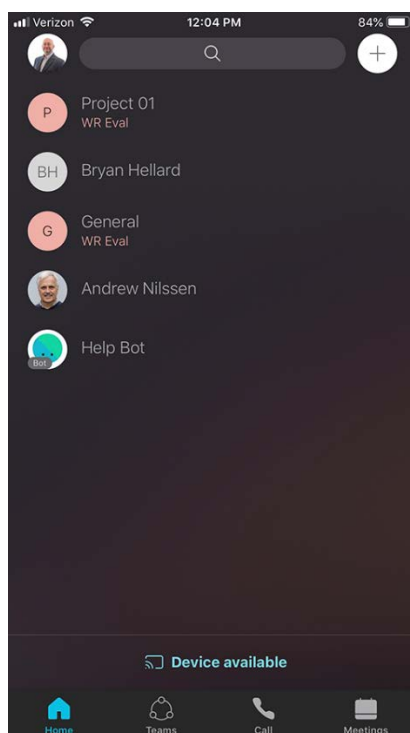 Verizon 12:04 PM 84%
P Project 01
WR Eval
BH Bryan Hellard
G General
WR Eval
Andrew Nilssen
Help Bot
Bot
Device available
Home Teams Call Meetings